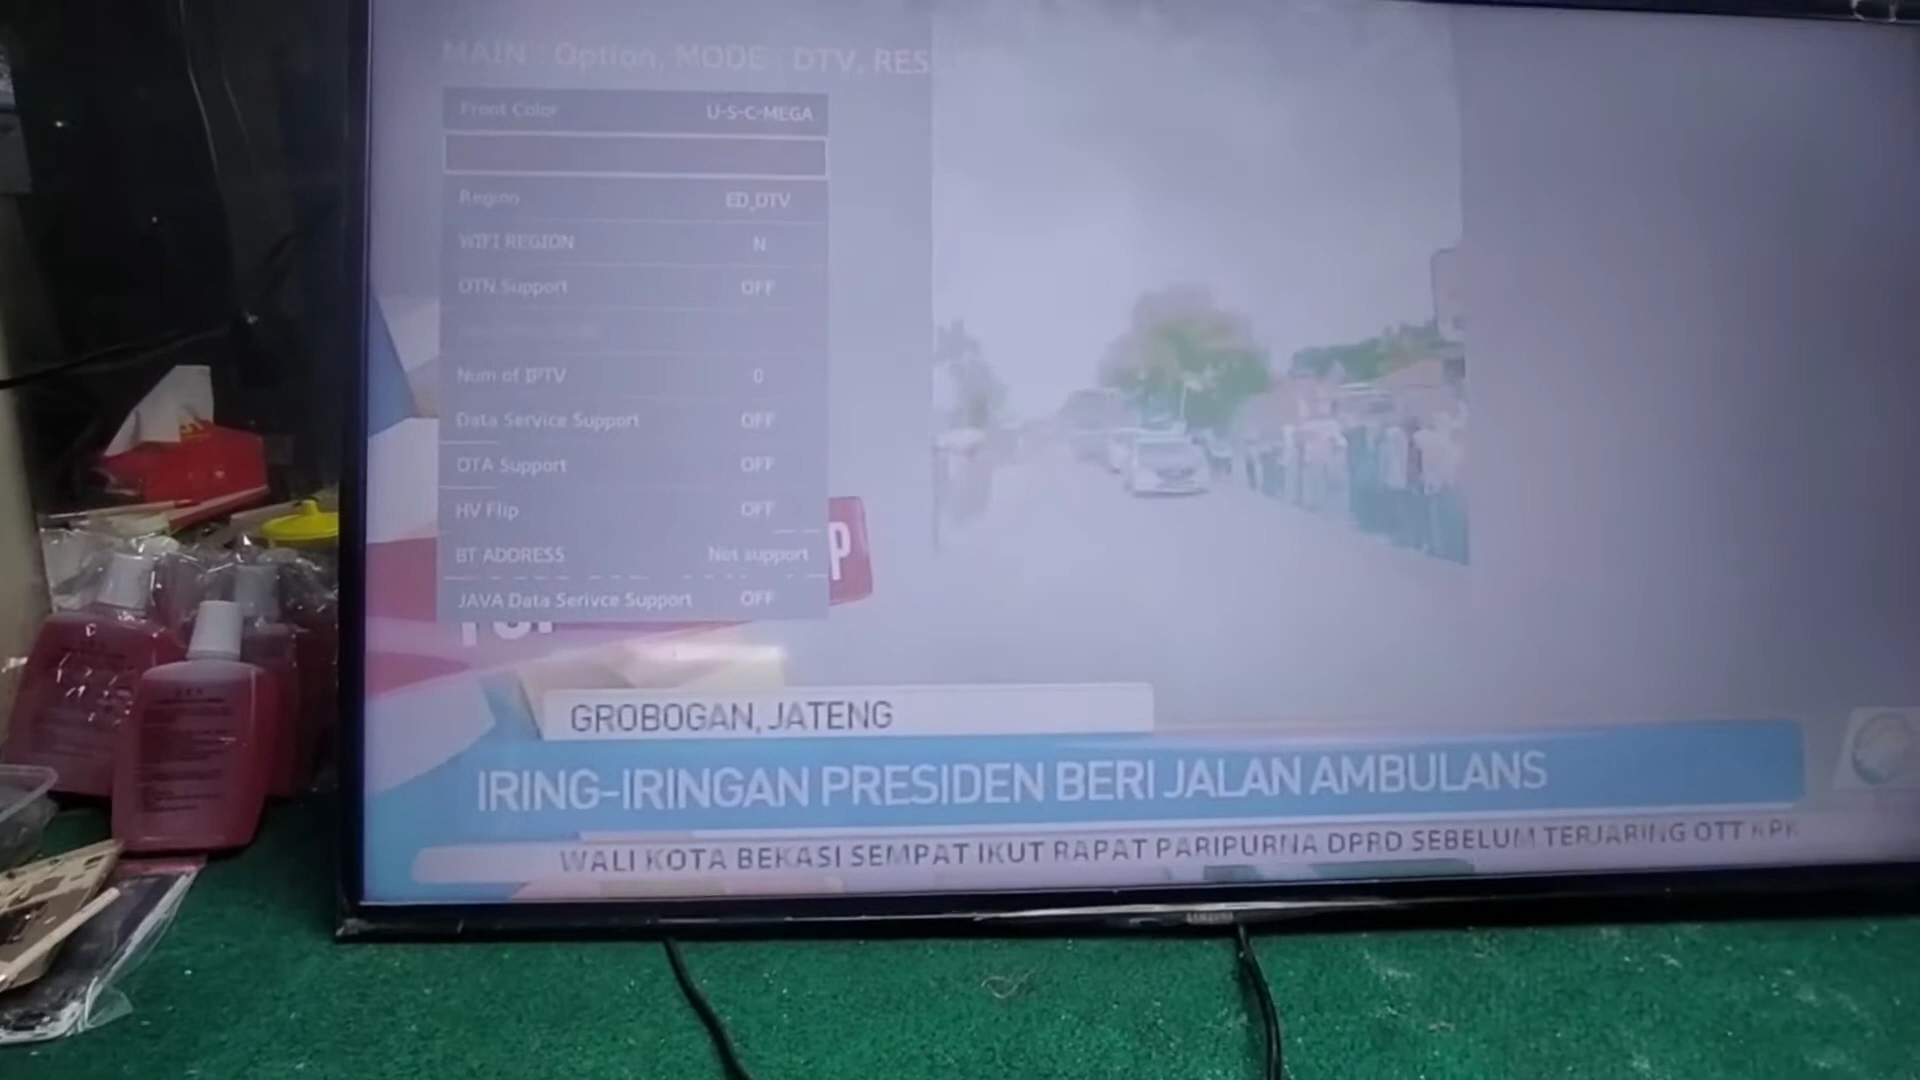 MAIN : Option, MODE : DTV, RES
Front Color U-S-C-MEGA
Region ED_DTV
WIFI REGION N
OTN Support OFF
Num of IPTV 0
Data Service Support OFF
OTA Support OFF
HV Flip OFF
BT ADDRESS Not support
JAVA Data Serivce Support OFF
GROBOGAN, JATENG
IRING-IRINGAN PRESIDEN BERI JALAN AMBULANS
WALI KOTA BEKASI SEMPAT IKUT RAPAT PARIPURNA DPRD SEBELUM TERJARING OTT KPK